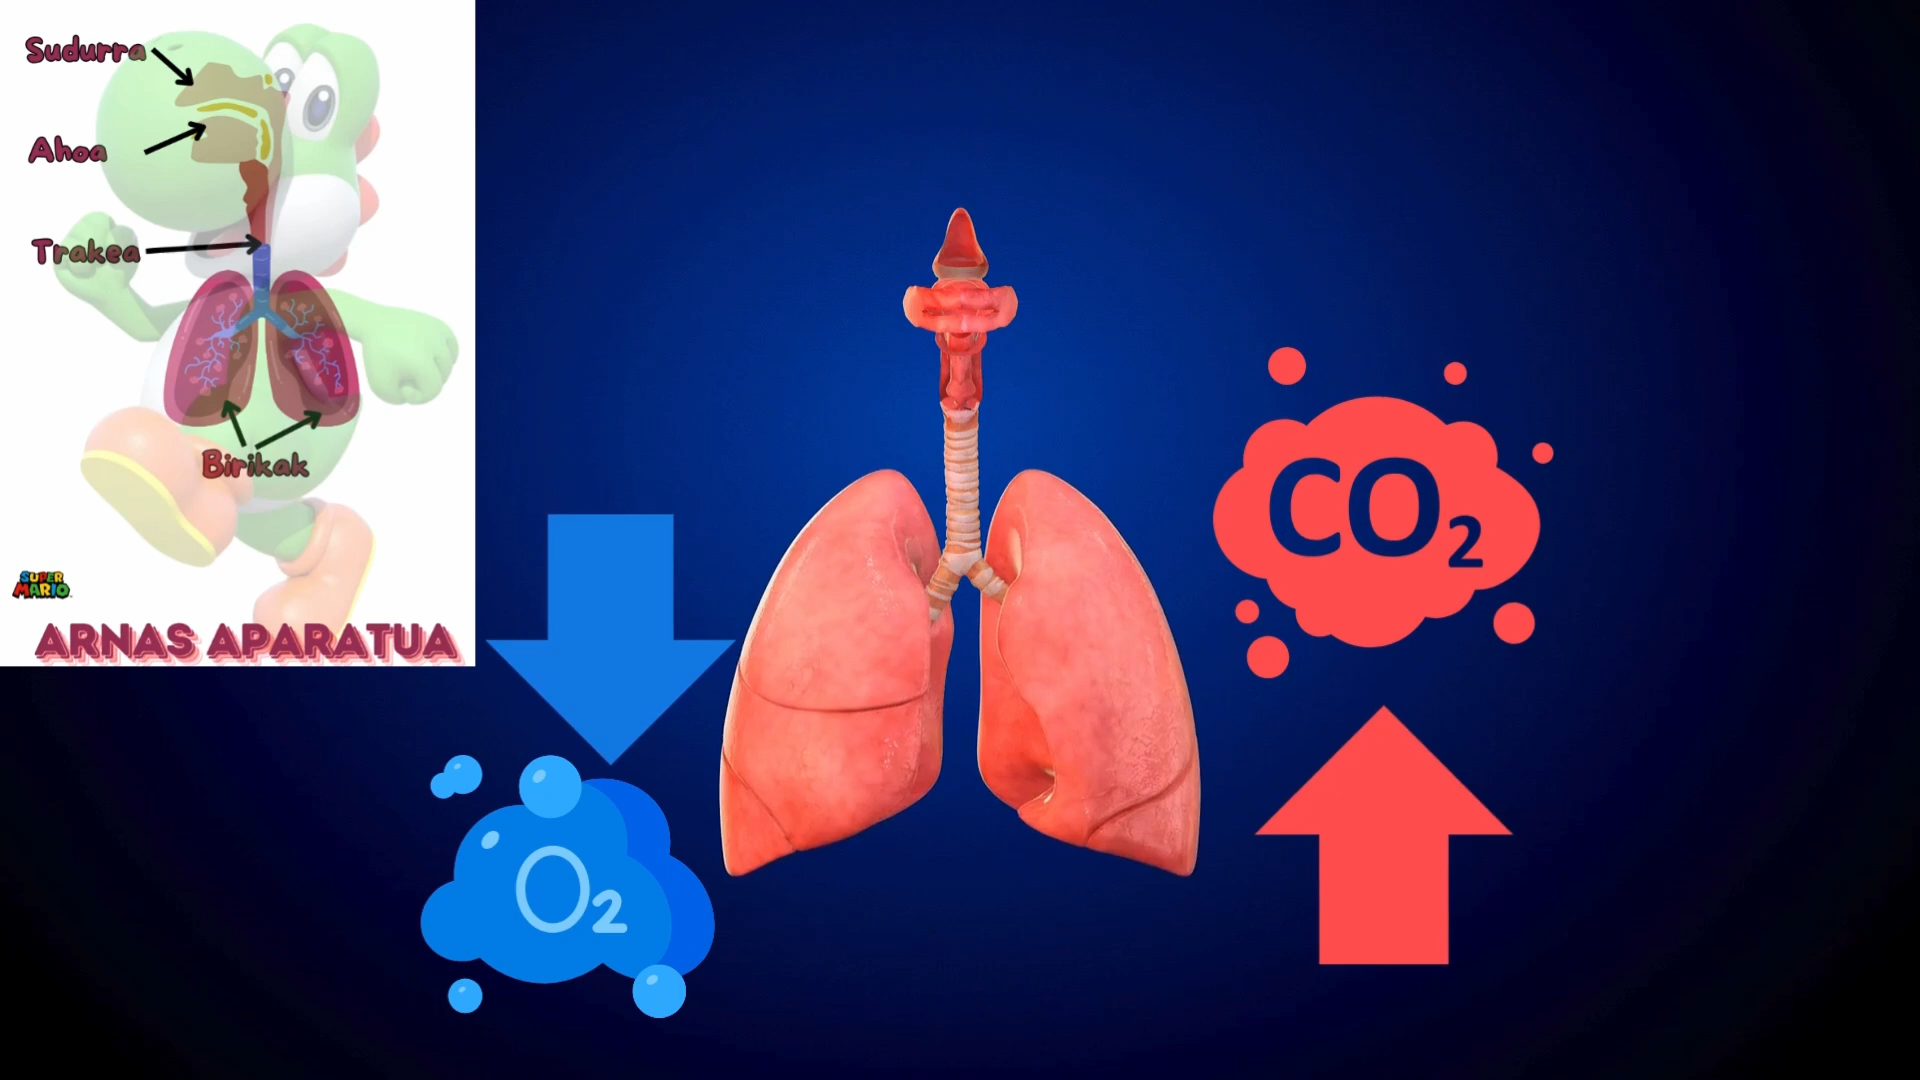 Sudurra
Ahoa
Trakea
Birikak
SUPER
MARIO
ARNAS APARATUA
CO₂
O₂